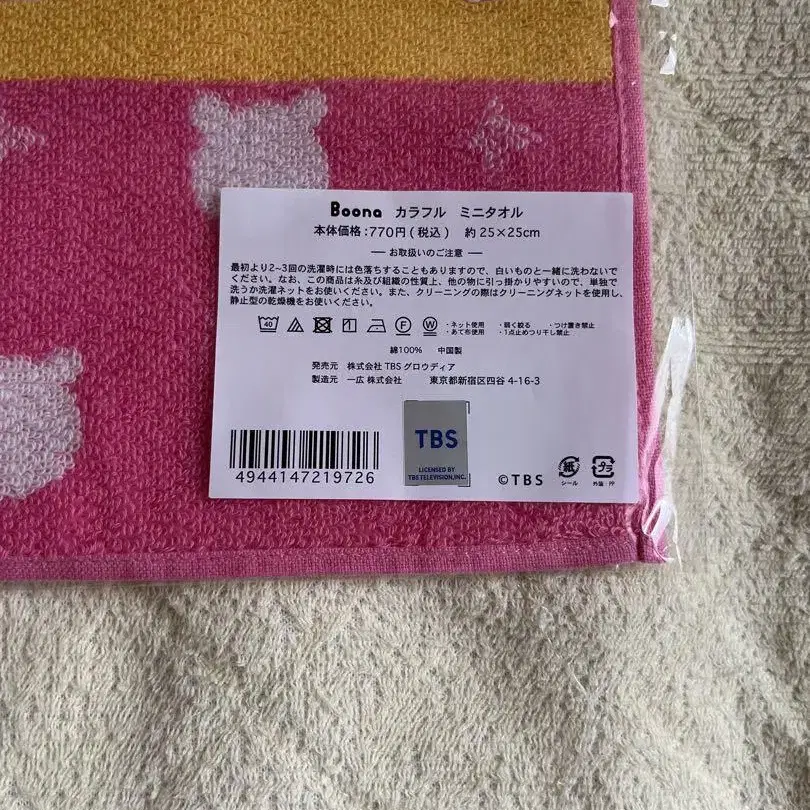 Boona カラフル ミニタオル
本体価格:770円(税込) 約25×25cm
お取扱いのご注意
最初より2~3回の洗濯時には色落ちすることもありますので、白いものと一緒に洗わないで
ください。なお、この商品は糸及び組織の性質上、他の物に引っ掛かりやすいので、単独で
洗うか洗濯ネットをお使いください。また、クリーニングの際はクリーニングネットを使用し、
静止型の乾燥機をお使いください。
40 F W ・ネット使用 ・弱く絞る ・つけ置き禁止
・あて布使用 ・1点止めつり干し禁止
綿100% 中国製
発売元 株式会社 TBS グロウディア
製造元 一広 株式会社 東京都新宿区四谷 4-16-3
TBS
LICENSED BY
TBS TELEVISION,INC.
4944147219726
©TBS
紙
シール
プラ
外装:PP